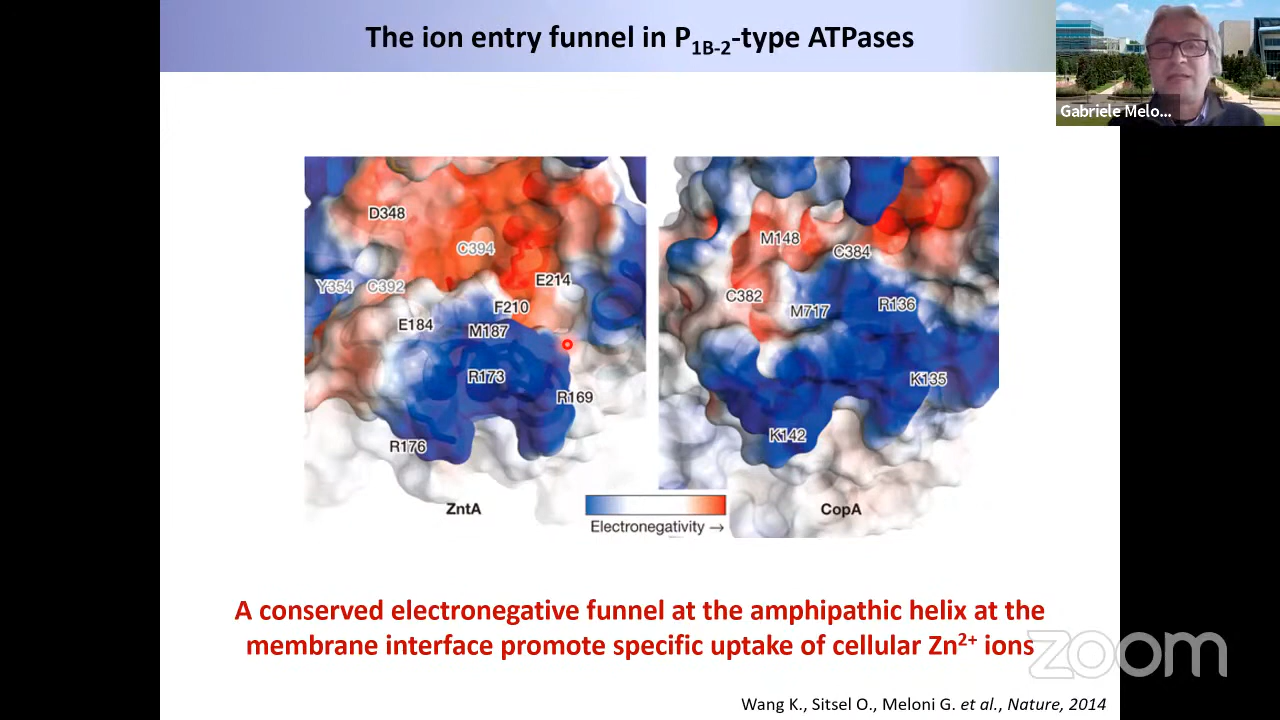 The ion entry funnel in P1B-2-type ATPases
Gabriele Melo...
D348
C394
Y354 C392
E214
F210
E184
M187
R173
R169
R176
ZntA
M148
C384
C382
M717
R136
K135
K142
CopA
Electronegativity →
A conserved electronegative funnel at the amphipathic helix at the
membrane interface promote specific uptake of cellular Zn2+ ions
zoom
Wang K., Sitsel O., Meloni G. et al., Nature, 2014